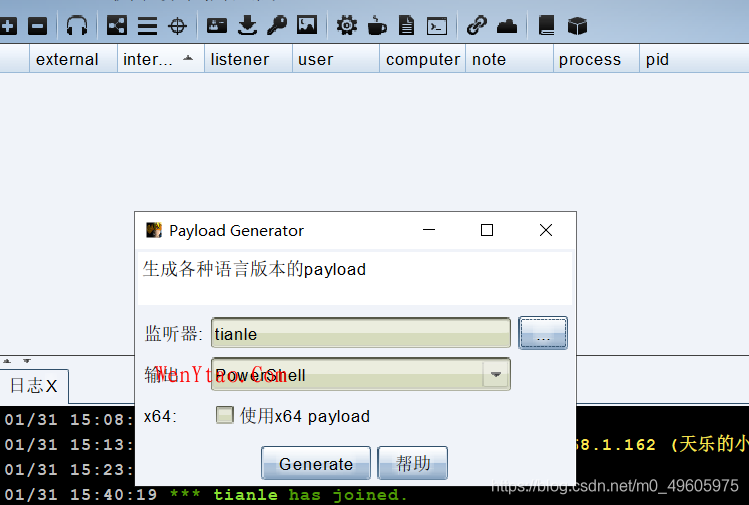 external inter... listener user computer note process pid
Payload Generator
生成各种语言版本的payload
监听器: tianle ...
PowerShell
WenYtao.Com
x64: 使用x64 payload
Generate 帮助
日志X
01/31 15:08:
01/31 15:13: 58.1.162 (天乐的小
01/31 15:23:
01/31 15:40:19 *** tianle has joined.
https://blog.csdn.net/m0_49605975